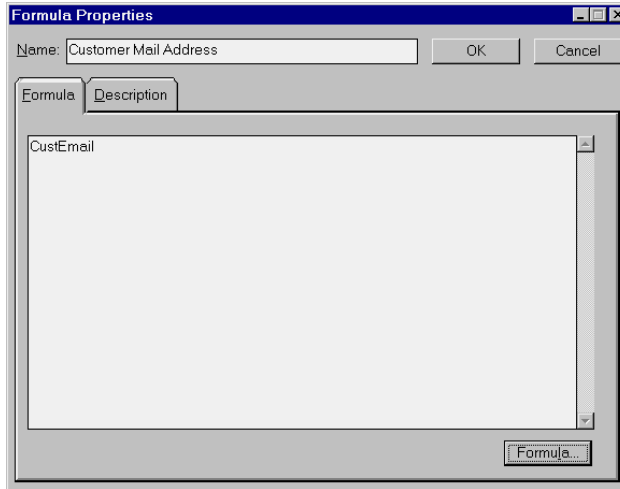 Formula Properties
Name: Customer Mail Address OK Cancel
Formula Description
CustEmail
Formula...